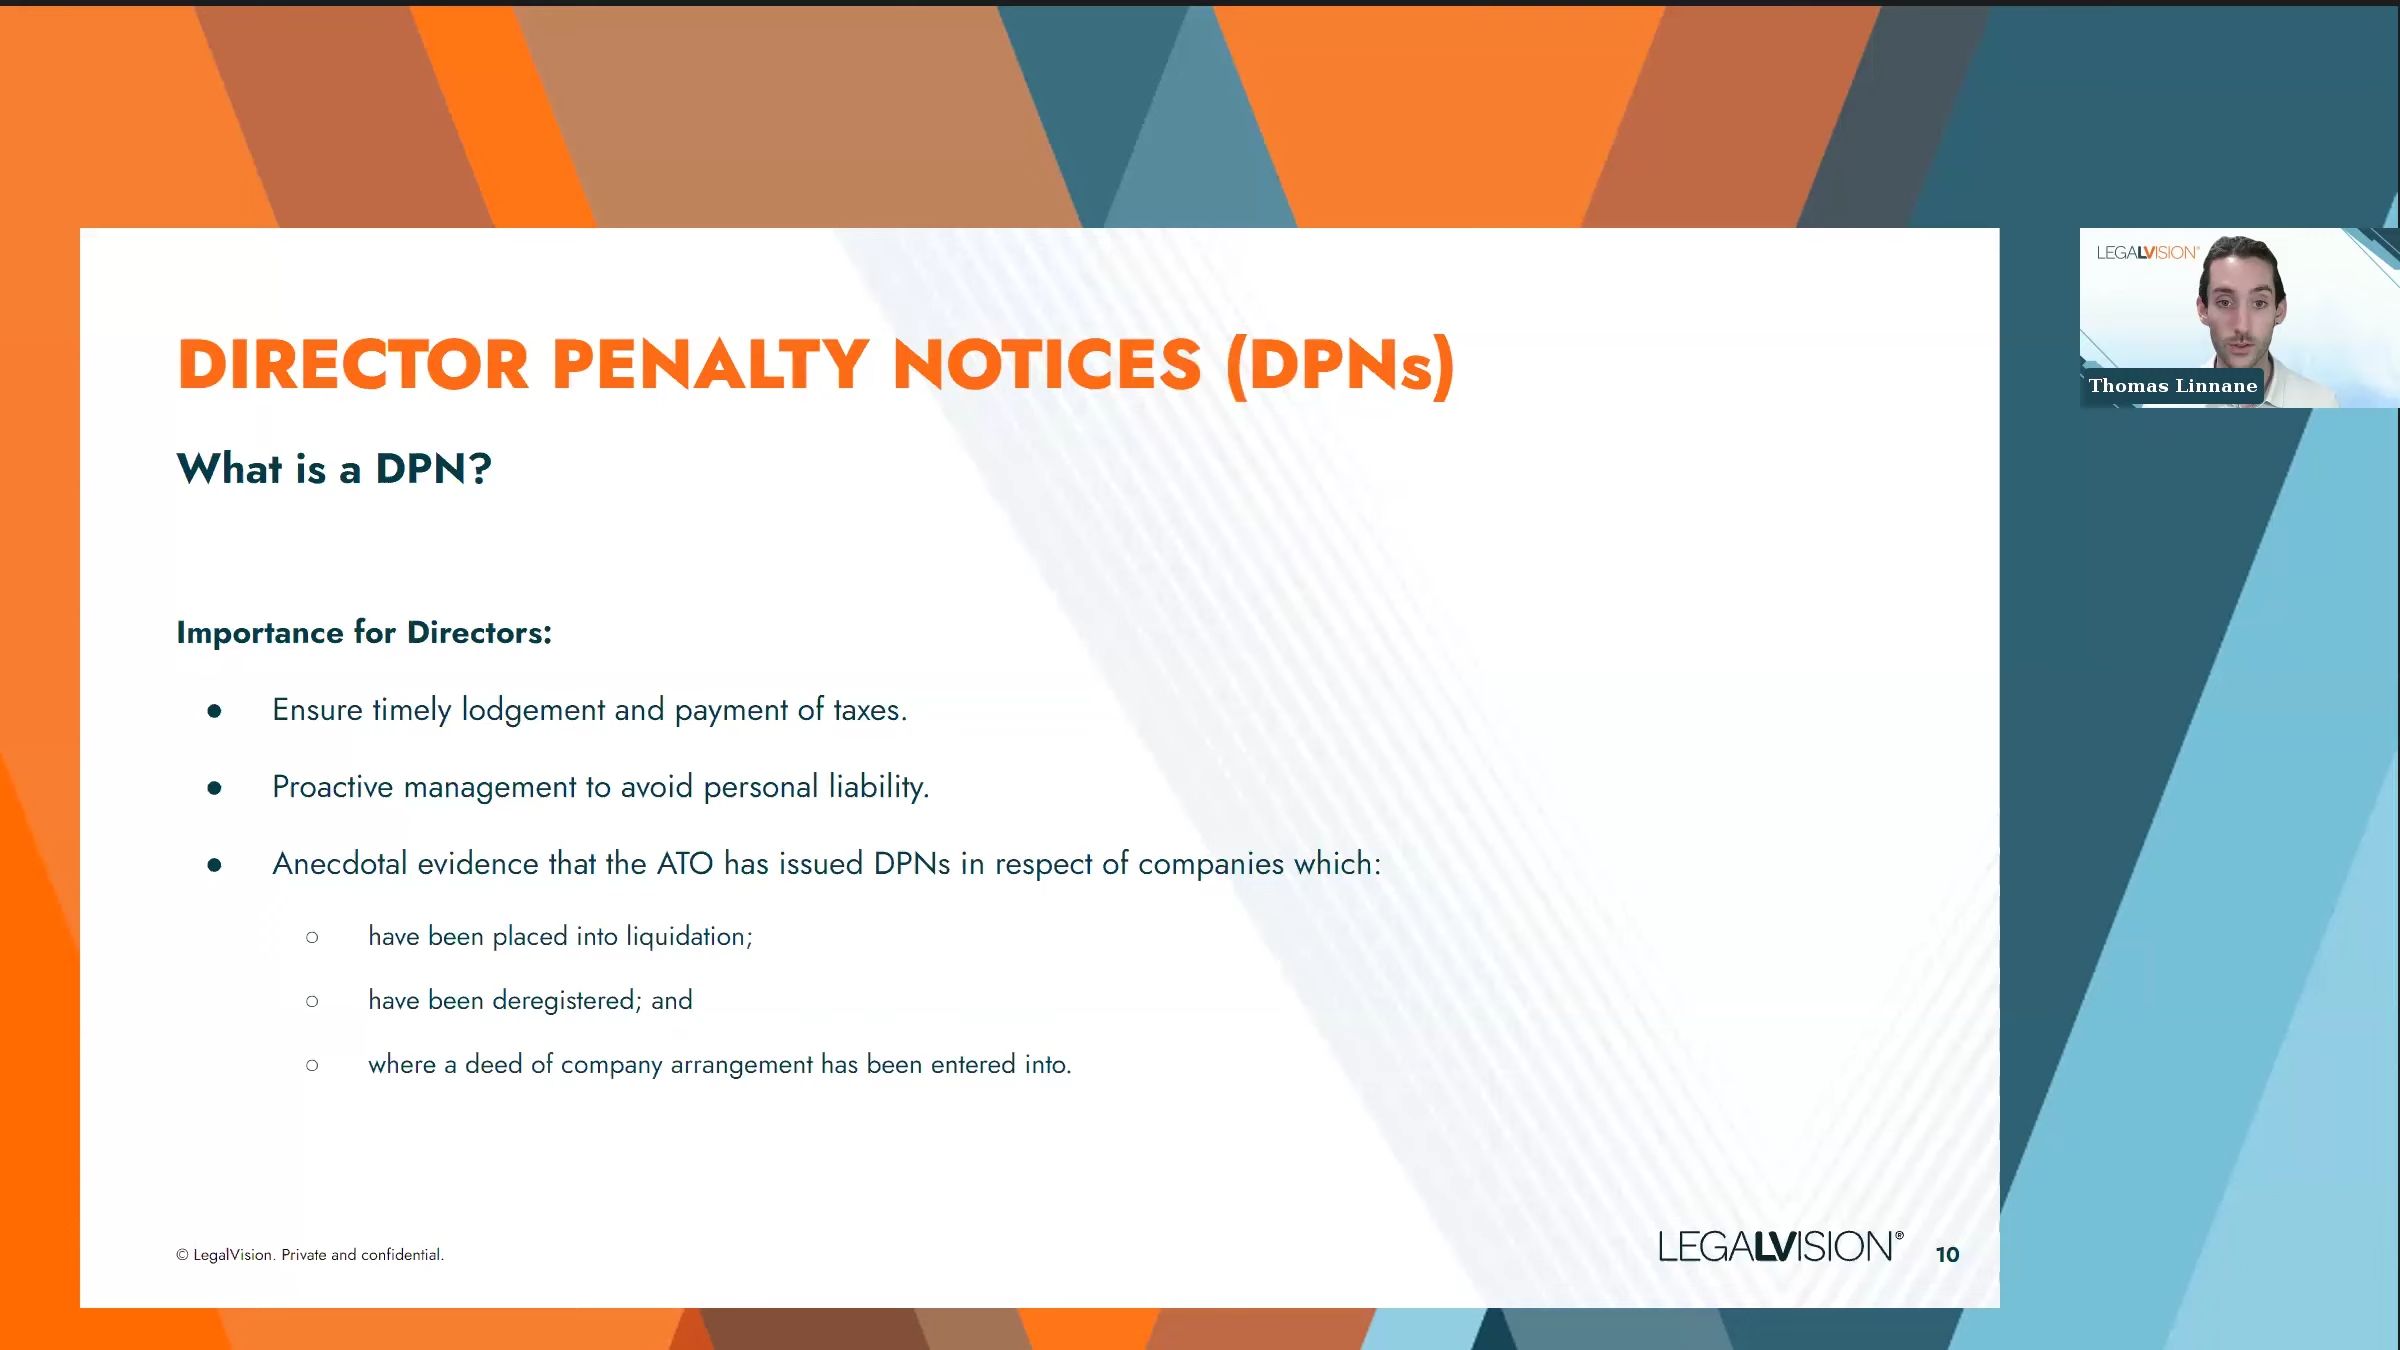 DIRECTOR PENALTY NOTICES (DPNs)
What is a DPN?
Importance for Directors:
● Ensure timely lodgement and payment of taxes.
● Proactive management to avoid personal liability.
● Anecdotal evidence that the ATO has issued DPNs in respect of companies which:
○ have been placed into liquidation;
○ have been deregistered; and
○ where a deed of company arrangement has been entered into.
© LegalVision. Private and confidential.
LEGALVISION®
10
LEGALVISION®
Thomas Linnane